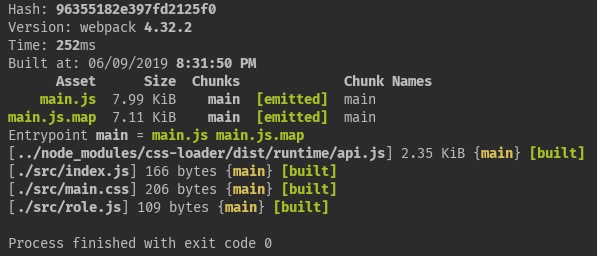 Hash: 96355182e397fd2125f0
Version: webpack 4.32.2
Time: 252ms
Built at: 06/09/2019 8:31:50 PM
Asset Size Chunks Chunk Names
main.js 7.99 KiB main [emitted] main
main.js.map 7.11 KiB main [emitted] main
Entrypoint main = main.js main.js.map
[../node_modules/css-loader/dist/runtime/api.js] 2.35 KiB {main} [built]
[./src/index.js] 166 bytes {main} [built]
[./src/main.css] 206 bytes {main} [built]
[./src/role.js] 109 bytes {main} [built]
Process finished with exit code 0